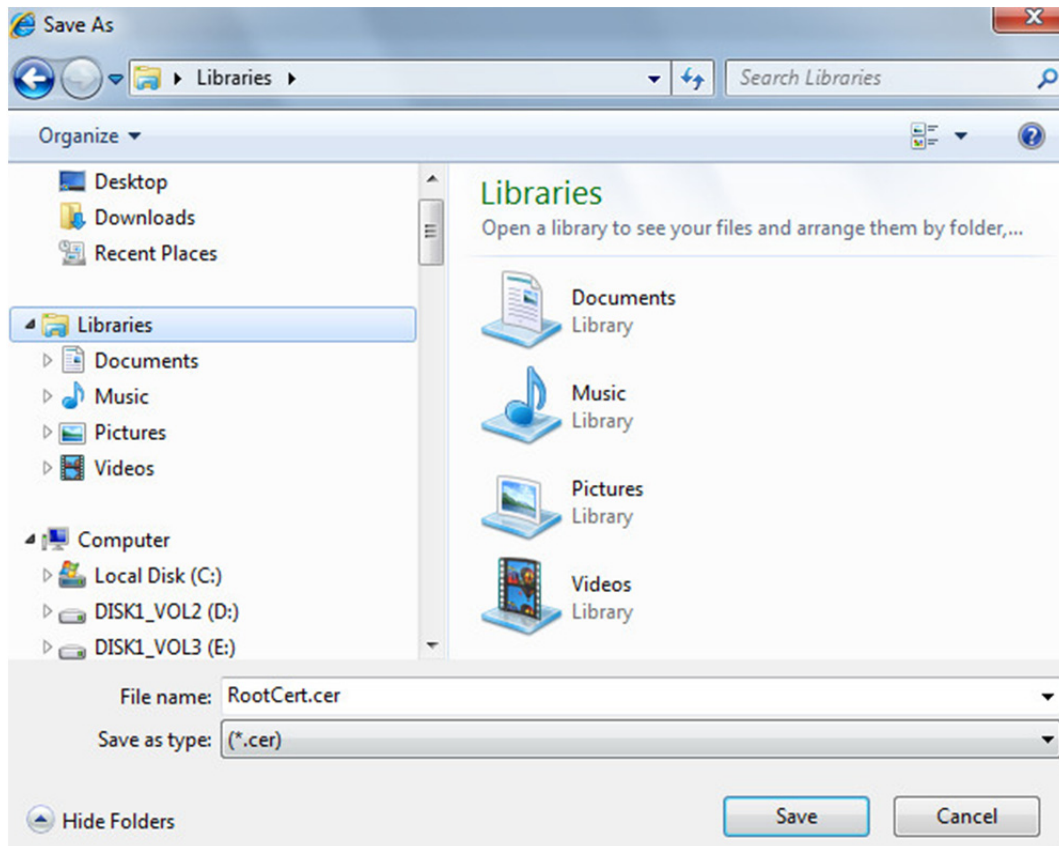 Save As
Libraries
Search Libraries
Organize
Desktop
Downloads
Recent Places
Libraries
Documents
Music
Pictures
Videos
Computer
Local Disk (C:)
DISK1_VOL2 (D:)
DISK1_VOL3 (E:)
Libraries
Open a library to see your files and arrange them by folder,...
Documents
Library
Music
Library
Pictures
Library
Videos
Library
File name: RootCert.cer
Save as type: (*.cer)
Hide Folders
Save
Cancel